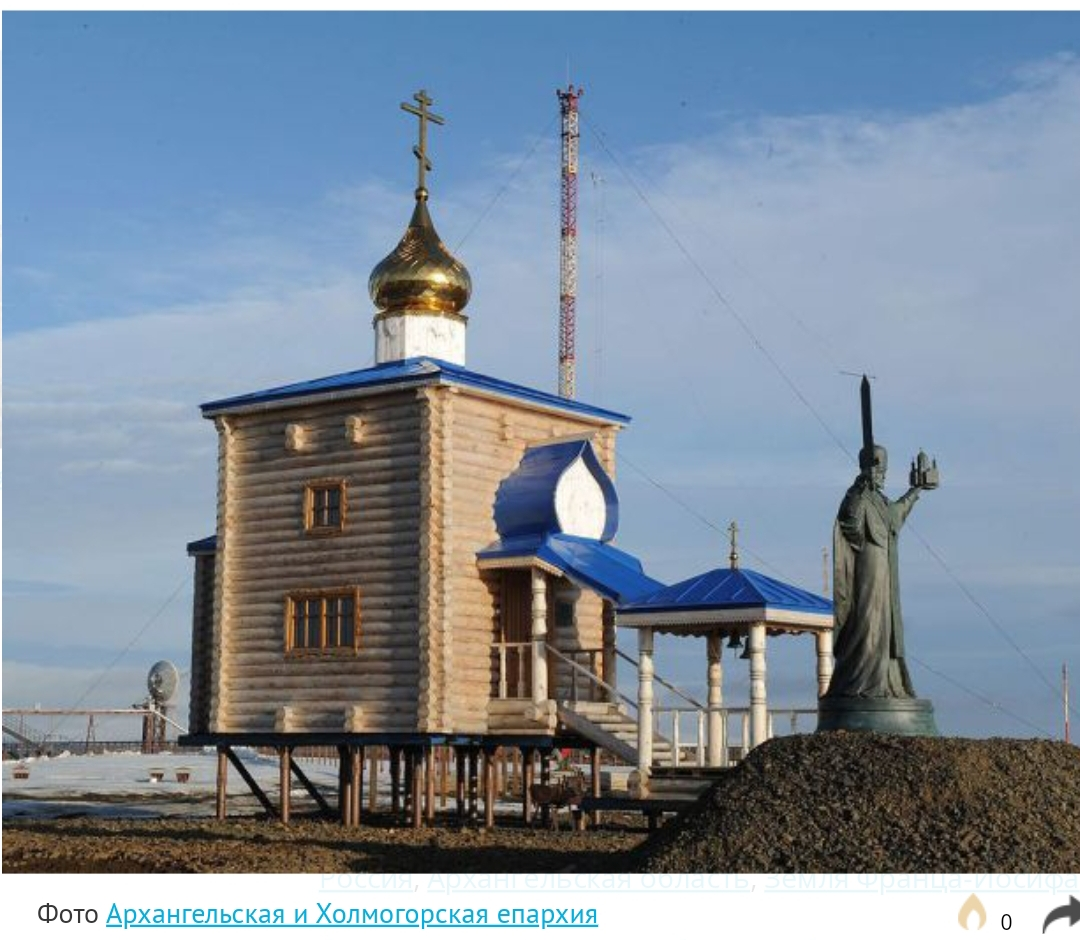 Россия, Архангельская область, Земля Франца-Иосифа
Фото Архангельская и Холмогорская епархия
0